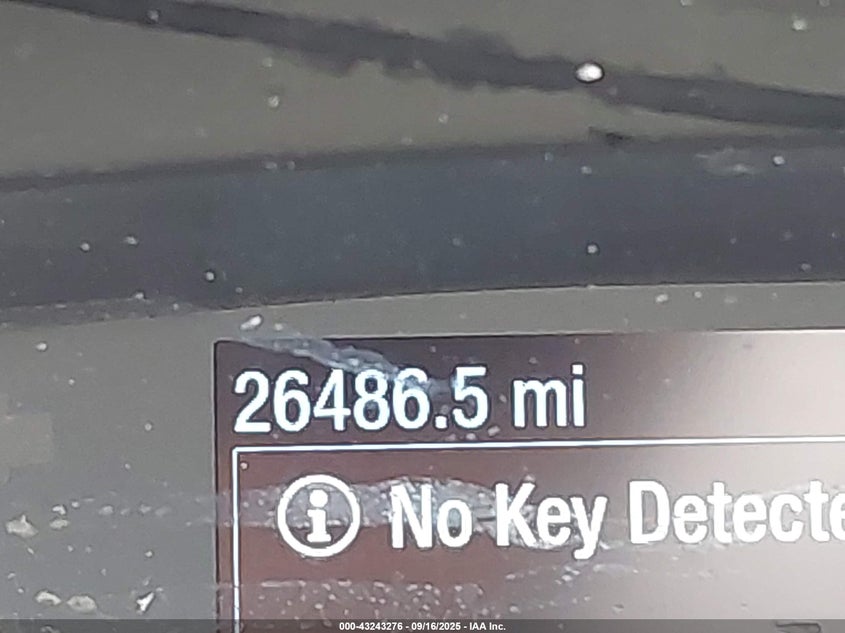 26486.5 mi
No Key Detecte
000-43243276 - 09/16/2025 - IAA Inc.